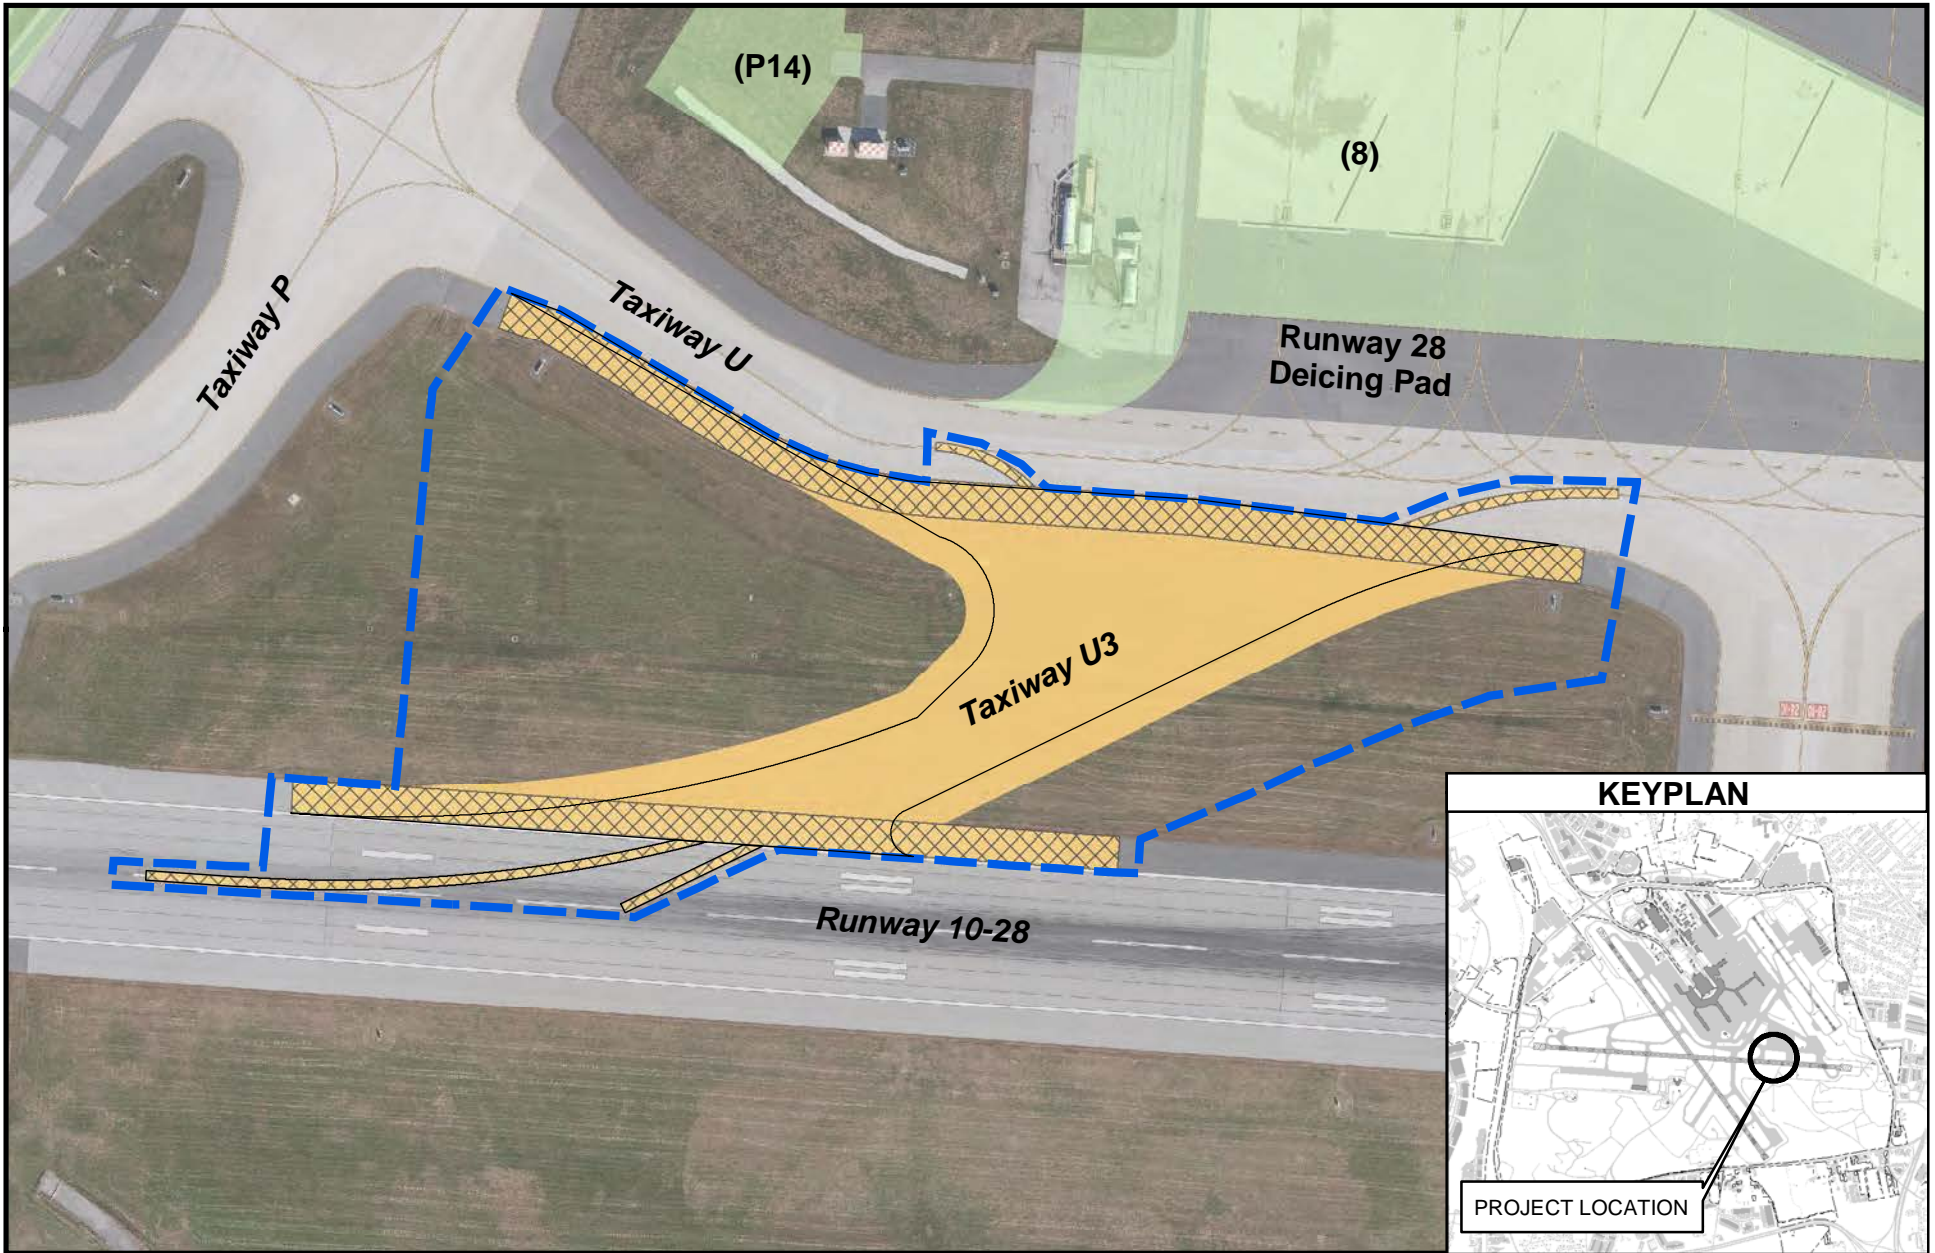 (P14)
(8)
Taxiway P
Taxiway U
Runway 28
Deicing Pad
Taxiway U3
Runway 10-28
KEYPLAN
PROJECT LOCATION